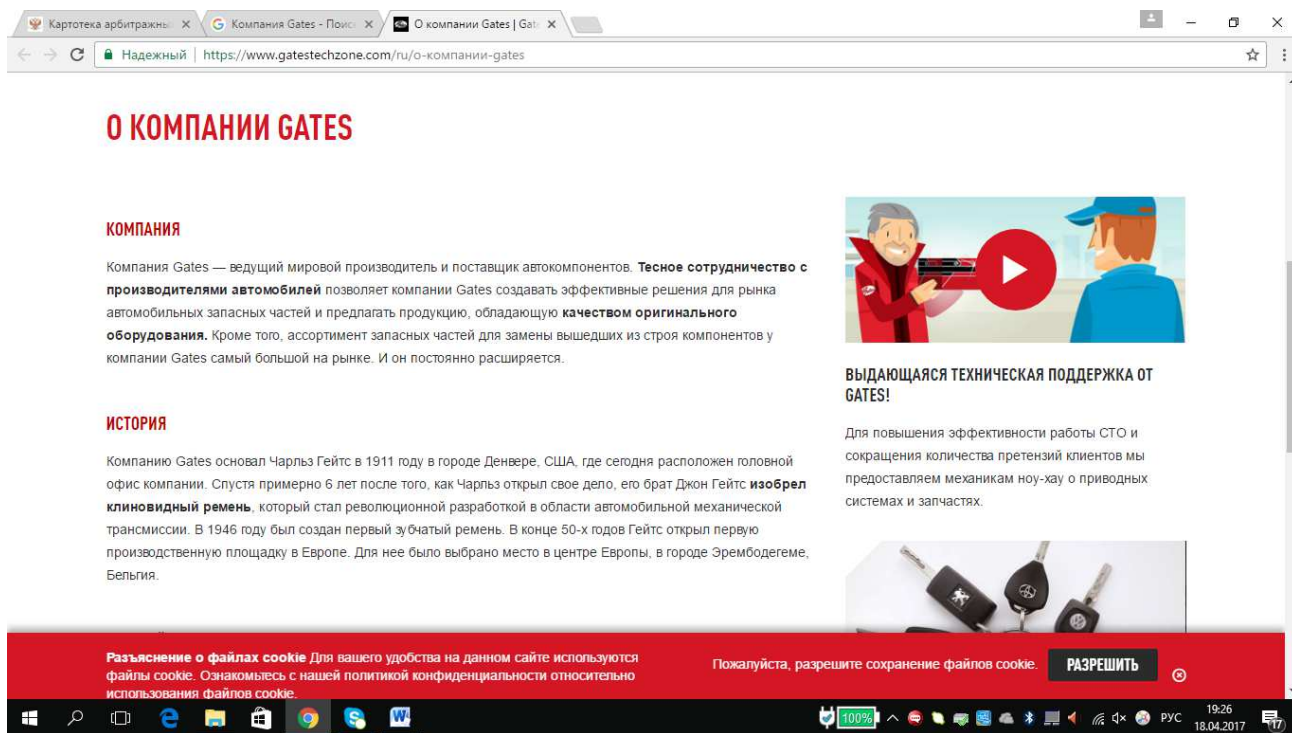 Картотека арбитражны
Компания Gates - Поис
О компании Gates | Gat
Надежный | https://www.gatestechzone.com/ru/о-компании-gates
О КОМПАНИИ GATES
КОМПАНИЯ
Компания Gates — ведущий мировой производитель и поставщик автокомпонентов. Тесное сотрудничество с
производителями автомобилей позволяет компании Gates создавать эффективные решения для рынка
автомобильных запасных частей и предлагать продукцию, обладающую качеством оригинального
оборудования. Кроме того, ассортимент запасных частей для замены вышедших из строя компонентов у
компании Gates самый большой на рынке. И он постоянно расширяется.
ИСТОРИЯ
Компанию Gates основал Чарльз Гейтс в 1911 году в городе Денвере, США, где сегодня расположен головной
офис компании. Спустя примерно 6 лет после того, как Чарльз открыл свое дело, его брат Джон Гейтс изобрел
клиновидный ремень, который стал революционной разработкой в области автомобильной механической
трансмиссии. В 1946 году был создан первый зубчатый ремень. В конце 50-х годов Гейтс открыл первую
производственную площадку в Европе. Для нее было выбрано место в центре Европы, в городе Эрембодегеме,
Бельгия.
ВЫДАЮЩАЯСЯ ТЕХНИЧЕСКАЯ ПОДДЕРЖКА ОТ
GATES!
Для повышения эффективности работы СТО и
сокращения количества претензий клиентов мы
предоставляем механикам ноу-хау о приводных
системах и запчастях.
Разъяснение о файлах cookie Для вашего удобства на данном сайте используются
файлы cookie. Ознакомьтесь с нашей политикой конфиденциальности относительно
использования файлов cookie.
Пожалуйста, разрешите сохранение файлов cookie.
РАЗРЕШИТЬ
100%
РУС
19:26
18.04.2017
17